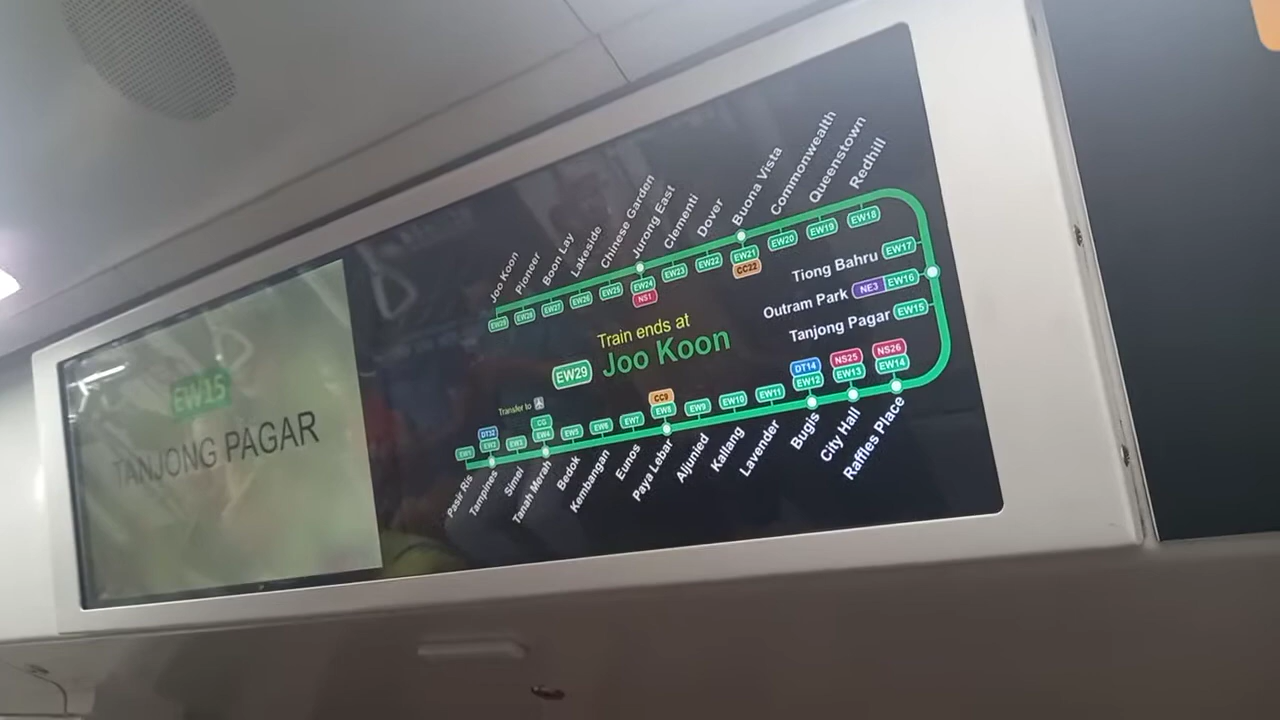 EW15
TANJONG PAGAR
Joo Koon
Pioneer
Boon Lay
Lakeside
Chinese Garden
Jurong East
Clementi
Dover
Buona Vista
Commonwealth
Queenstown
Redhill
EW29
EW28
EW27
EW26
EW25
EW24
NS1
EW23
EW22
EW21
CC22
EW20
EW19
EW18
Tiong Bahru EW17
Outram Park NE3 EW16
Tanjong Pagar EW15
Train ends at
EW29 Joo Koon
Transfer to
EW1
DT32
EW2
EW3
CG
EW4
EW5
EW6
EW7
CC9
EW8
EW9
EW10
EW11
DT14
EW12
NS25
EW13
NS26
EW14
Pasir Ris
Tampines
Simei
Tanah Merah
Bedok
Kembangan
Eunos
Paya Lebar
Aljunied
Kallang
Lavender
Bugis
City Hall
Raffles Place